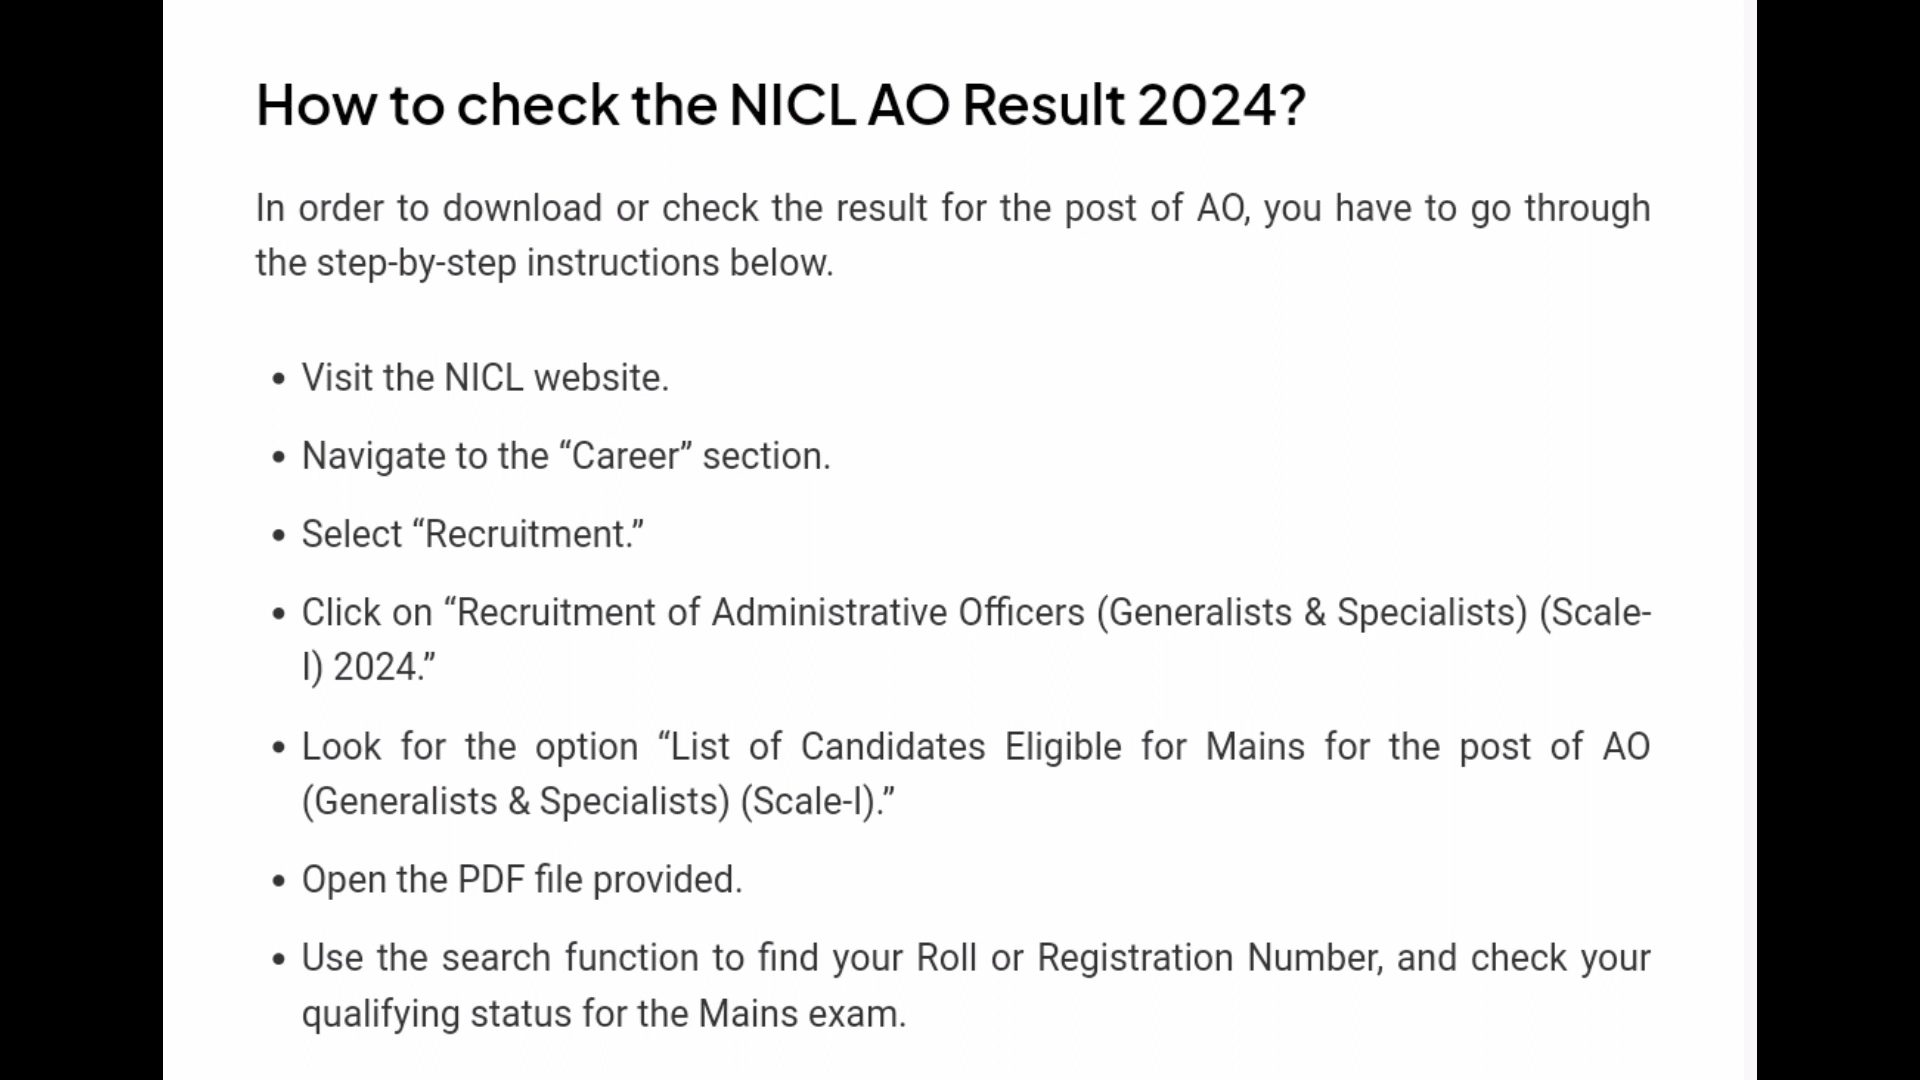 How to check the NICL AO Result 2024?
In order to download or check the result for the post of AO, you have to go through
the step-by-step instructions below.
• Visit the NICL website.
• Navigate to the “Career” section.
• Select “Recruitment.”
• Click on “Recruitment of Administrative Officers (Generalists & Specialists) (Scale-
I) 2024.”
• Look for the option “List of Candidates Eligible for Mains for the post of AO
(Generalists & Specialists) (Scale-I).”
• Open the PDF file provided.
• Use the search function to find your Roll or Registration Number, and check your
qualifying status for the Mains exam.